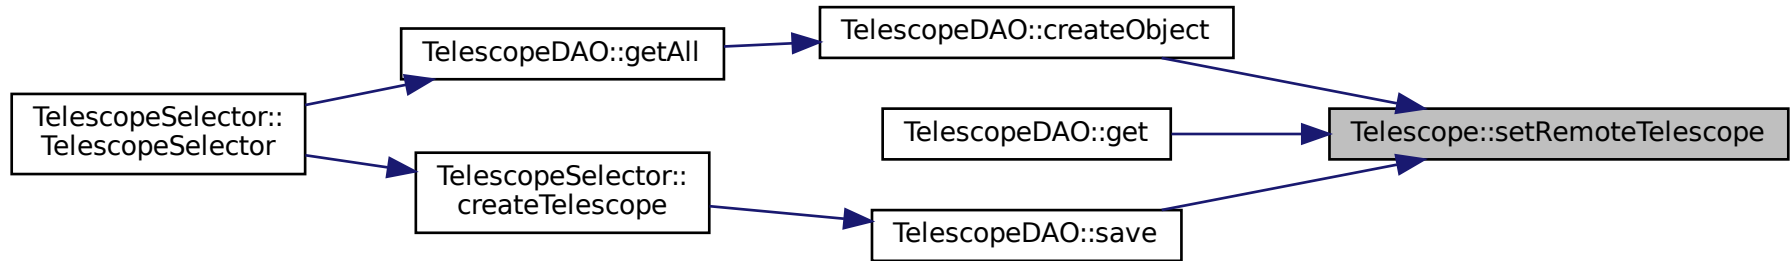 TelescopeDAO::createObject
TelescopeDAO::getAll
TelescopeSelector::
TelescopeSelector
TelescopeDAO::get
Telescope::setRemoteTelescope
TelescopeSelector::
createTelescope
TelescopeDAO::save